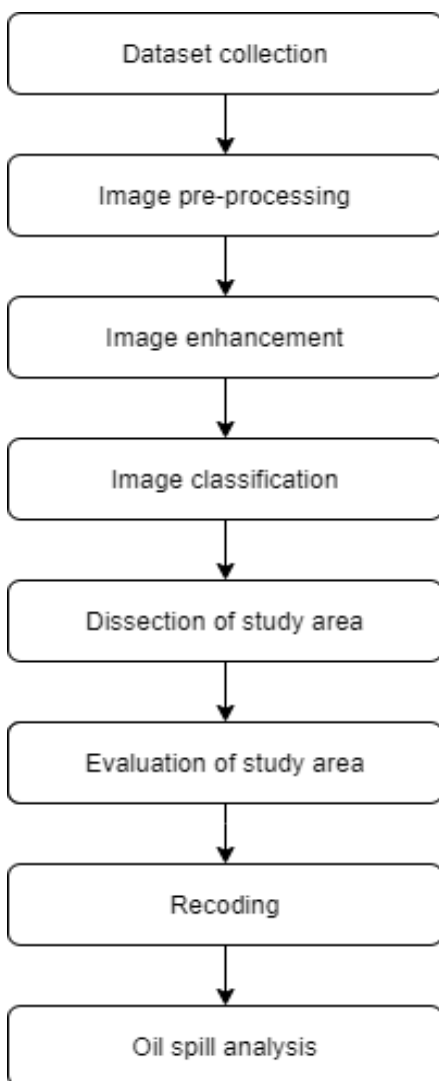 Dataset collection
Image pre-processing
Image enhancement
Image classification
Dissection of study area
Evaluation of study area
Recoding
Oil spill analysis